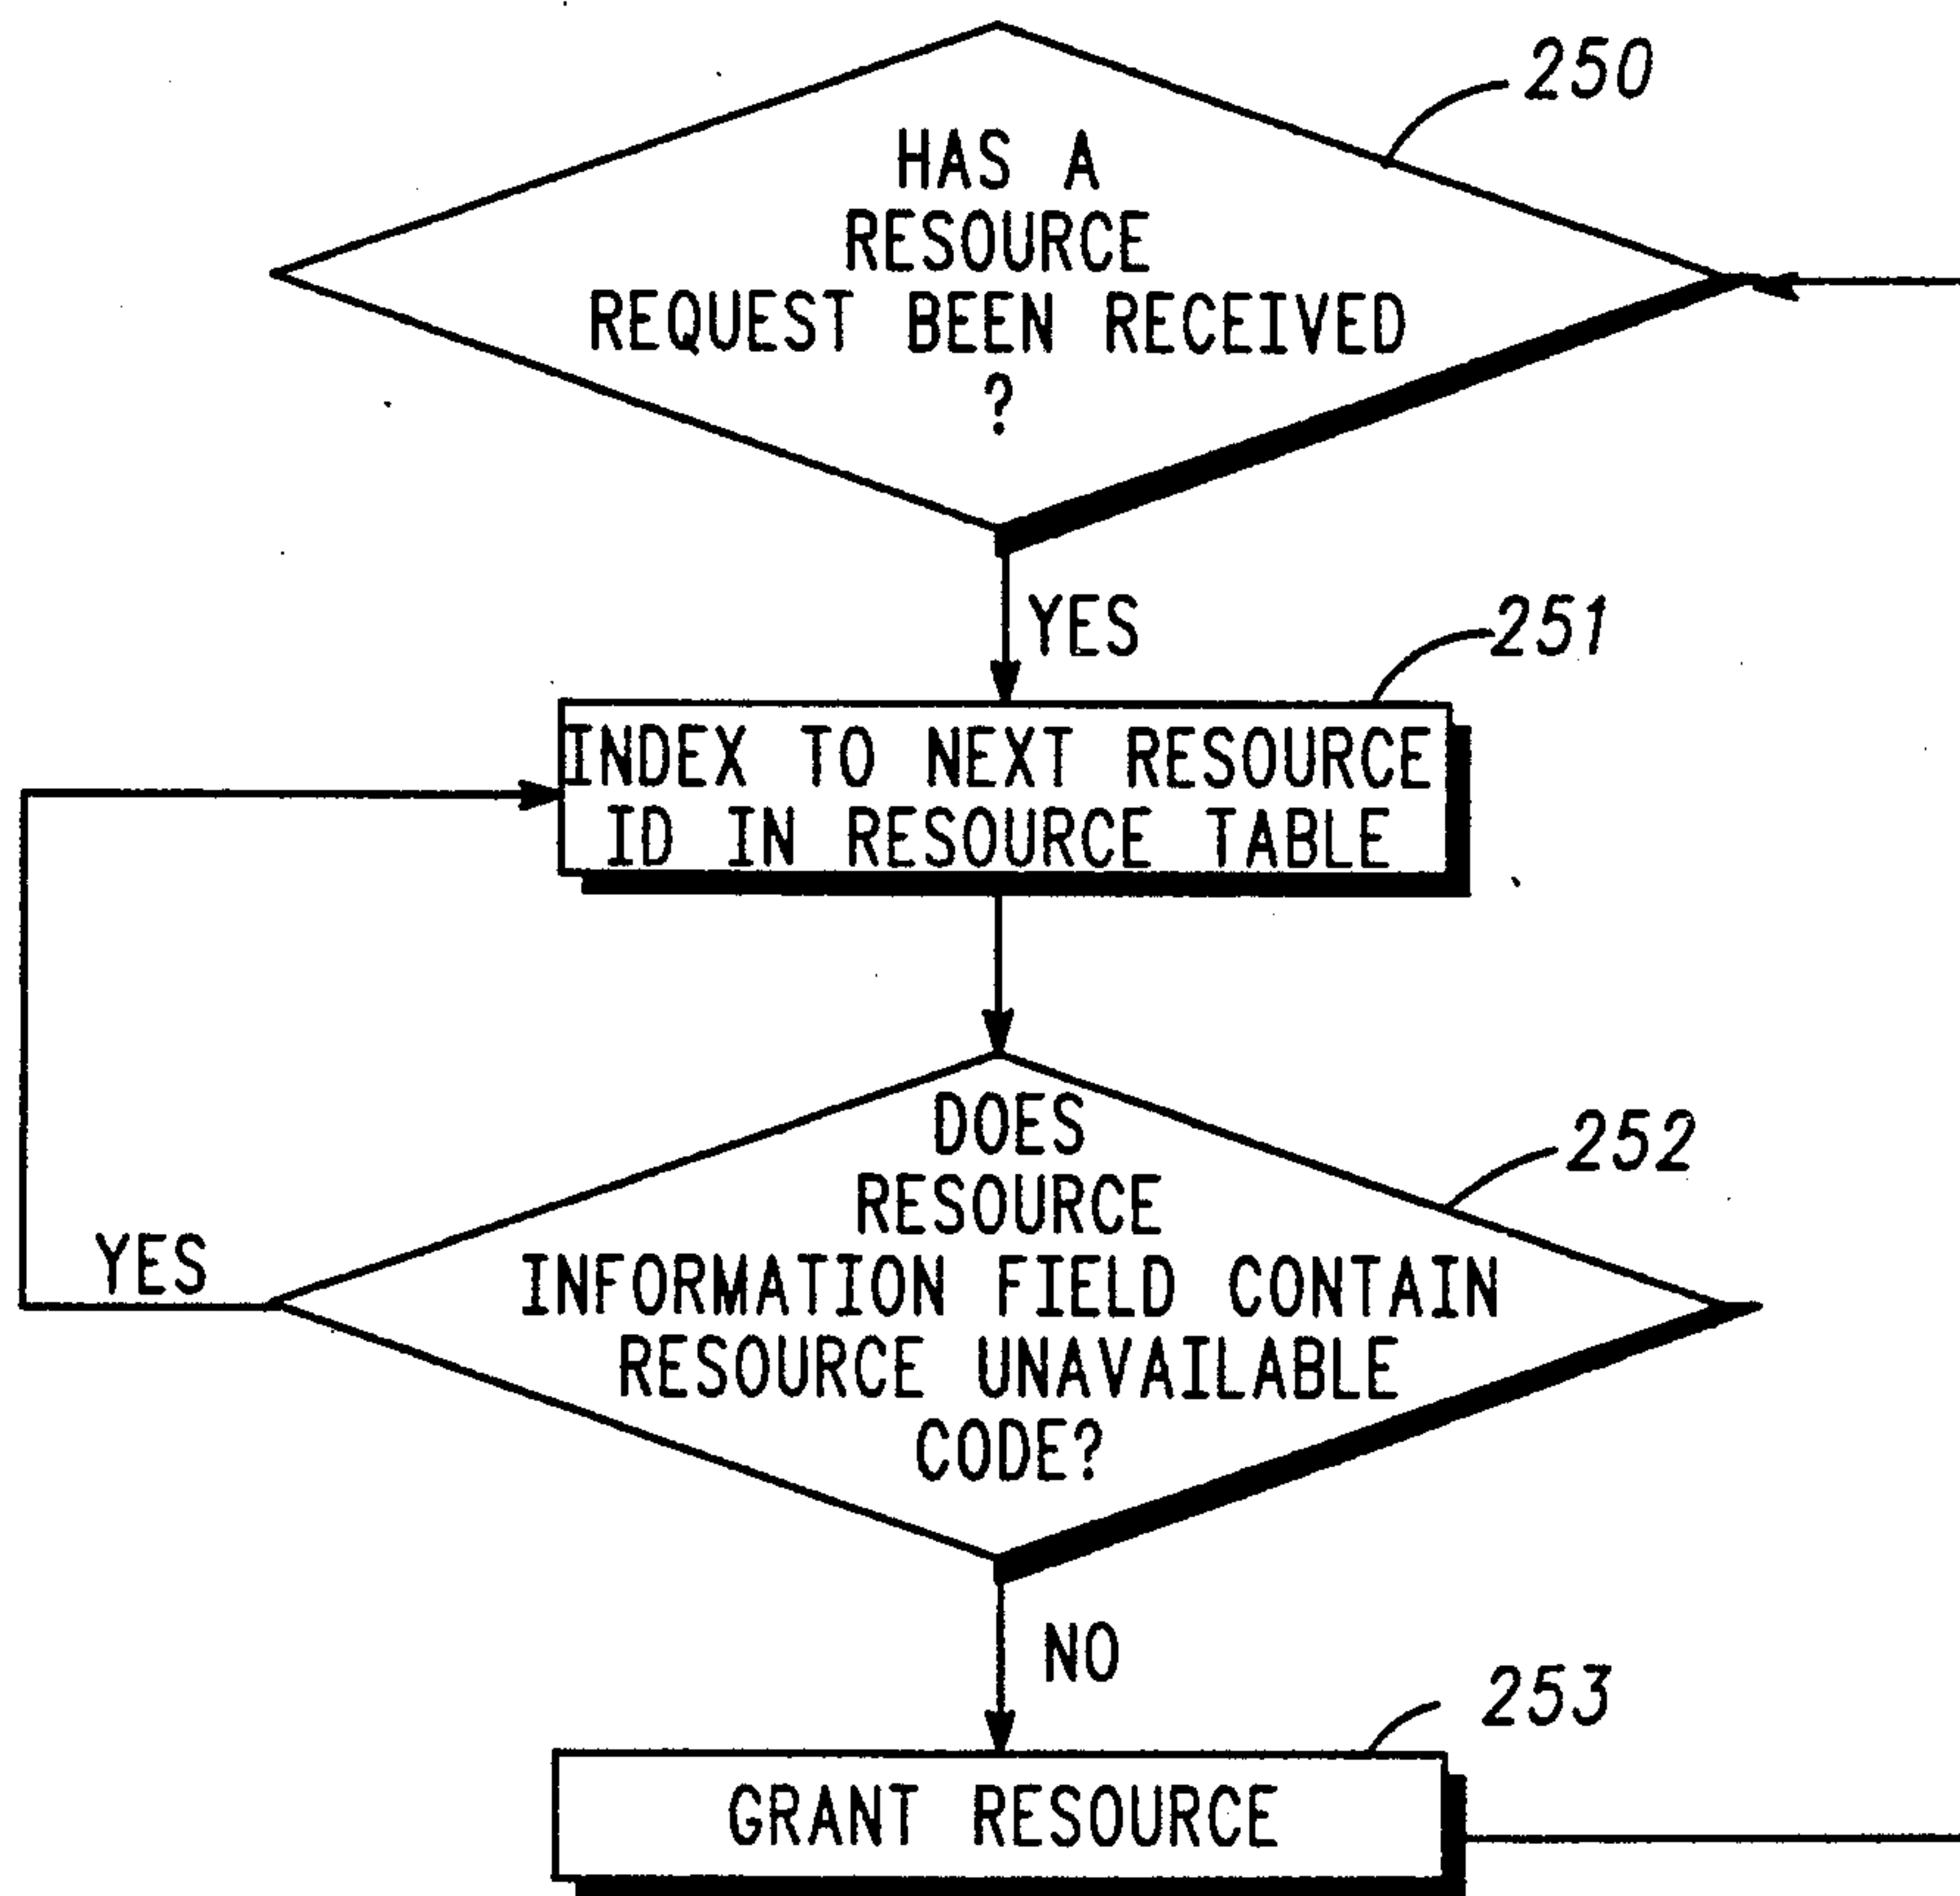 250
HAS A
RESOURCE
REQUEST BEEN RECEIVED
?
YES
251
INDEX TO NEXT RESOURCE
ID IN RESOURCE TABLE
252
DOES
RESOURCE
INFORMATION FIELD CONTAIN
RESOURCE UNAVAILABLE
CODE?
YES
NO
253
GRANT RESOURCE